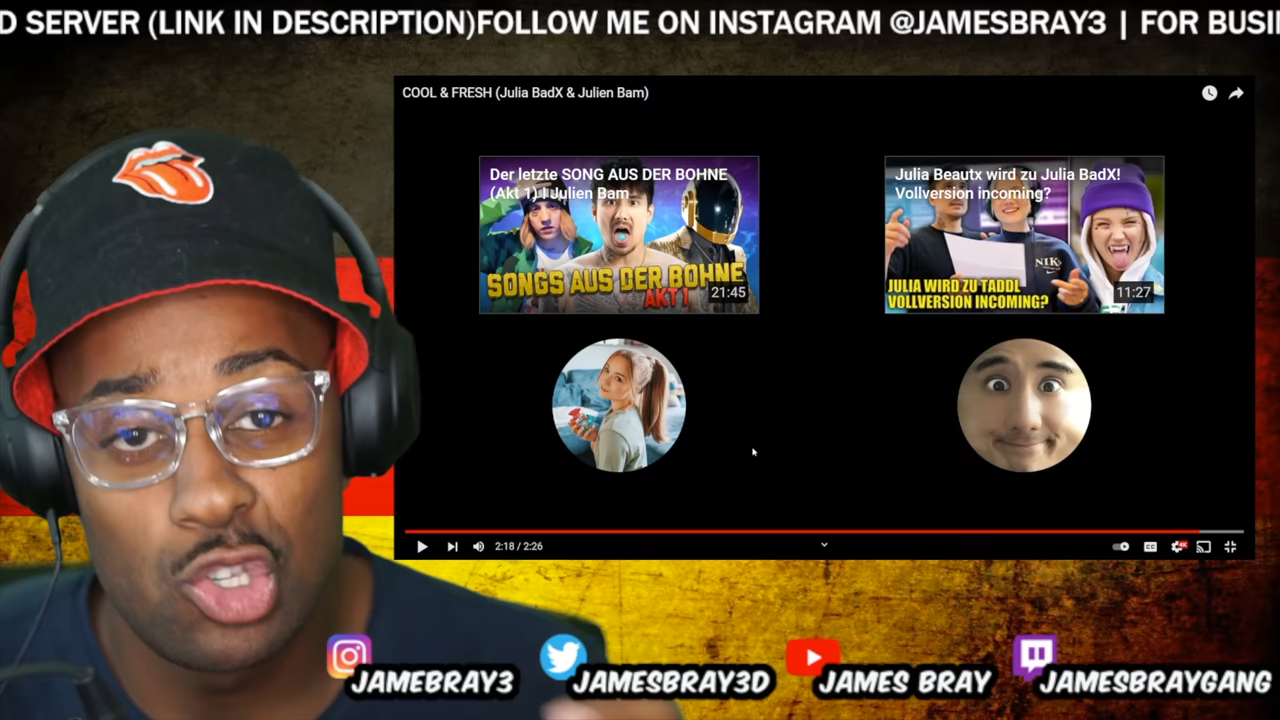 D SERVER (LINK IN DESCRIPTION)FOLLOW ME ON INSTAGRAM @JAMESBRAY3 | FOR BUSI
COOL & FRESH (Julia BadX & Julien Bam)
Der letzte SONG AUS DER BOHNE
(Akt 1) I Julien Bam
SONGS AUS DER BOHNE
AKT 1
21:45
Julia Beautx wird zu Julia BadX!
Vollversion incoming?
NIK
JULIA WIRD ZU TADDL
VOLLVERSION INCOMING?
11:27
2:18 / 2:26
CC
4K
JAMEBRAY3
JAMESBRAY3D
JAMES BRAY
JAMESBRAYGANG